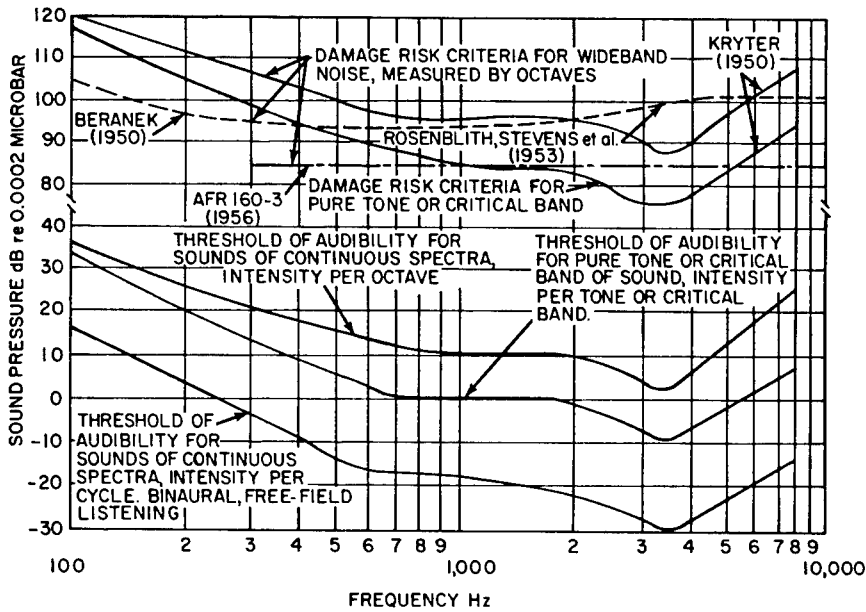 SOUND PRESSURE dB re 0.0002 MICROBAR
120
110
100
90
80
40
30
20
10
0
-10
-20
-30
DAMAGE RISK CRITERIA FOR WIDEBAND
NOISE, MEASURED BY OCTAVES
KRYTER
(1950)
BERANEK
(1950)
ROSENBLITH, STEVENS et al.
(1953)
AFR 160-3
(1956)
DAMAGE RISK CRITERIA FOR
PURE TONE OR CRITICAL BAND
THRESHOLD OF AUDIBILITY FOR
SOUNDS OF CONTINUOUS SPECTRA,
INTENSITY PER OCTAVE
THRESHOLD OF AUDIBILITY
FOR PURE TONE OR CRITICAL
BAND OF SOUND, INTENSITY
PER TONE OR CRITICAL
BAND.
THRESHOLD OF
AUDIBILITY FOR
SOUNDS OF CONTINUOUS
SPECTRA, INTENSITY PER
CYCLE. BINAURAL, FREE-FIELD
LISTENING
2 3 4 5 6 7 8 9 2 3 4 5 6 7 8 9
100 1,000 10,000
FREQUENCY Hz